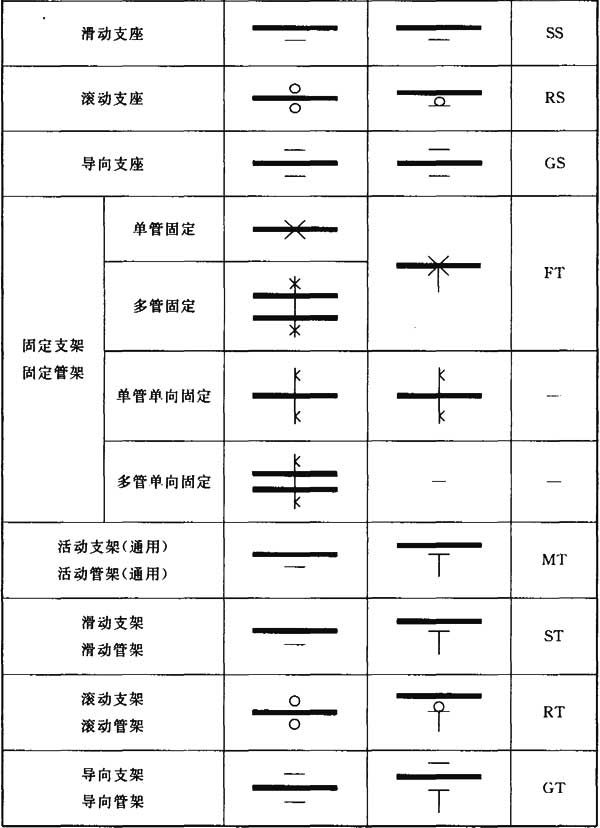 滑动支座
SS
滚动支座
RS
导向支座
GS
固定支架
固定管架
单管固定
FT
多管固定
单管单向固定
—
多管单向固定
—
—
活动支架(通用)
活动管架(通用)
MT
滑动支架
滑动管架
ST
滚动支架
滚动管架
RT
导向支架
导向管架
GT